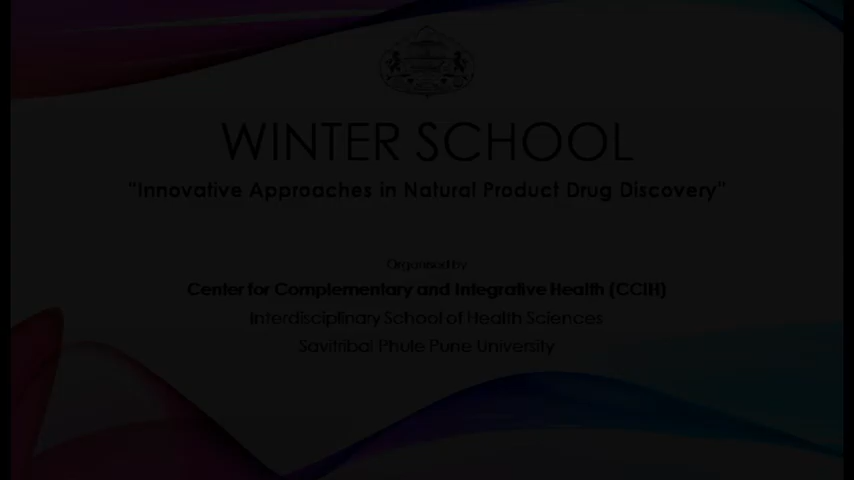 WINTER SCHOOL
"Innovative Approaches in Natural Product Drug Discovery"
Organised by
Center for Complementary and Integrative Health (CCIH)
Interdisciplinary School of Health Sciences
Savitribai Phule Pune University